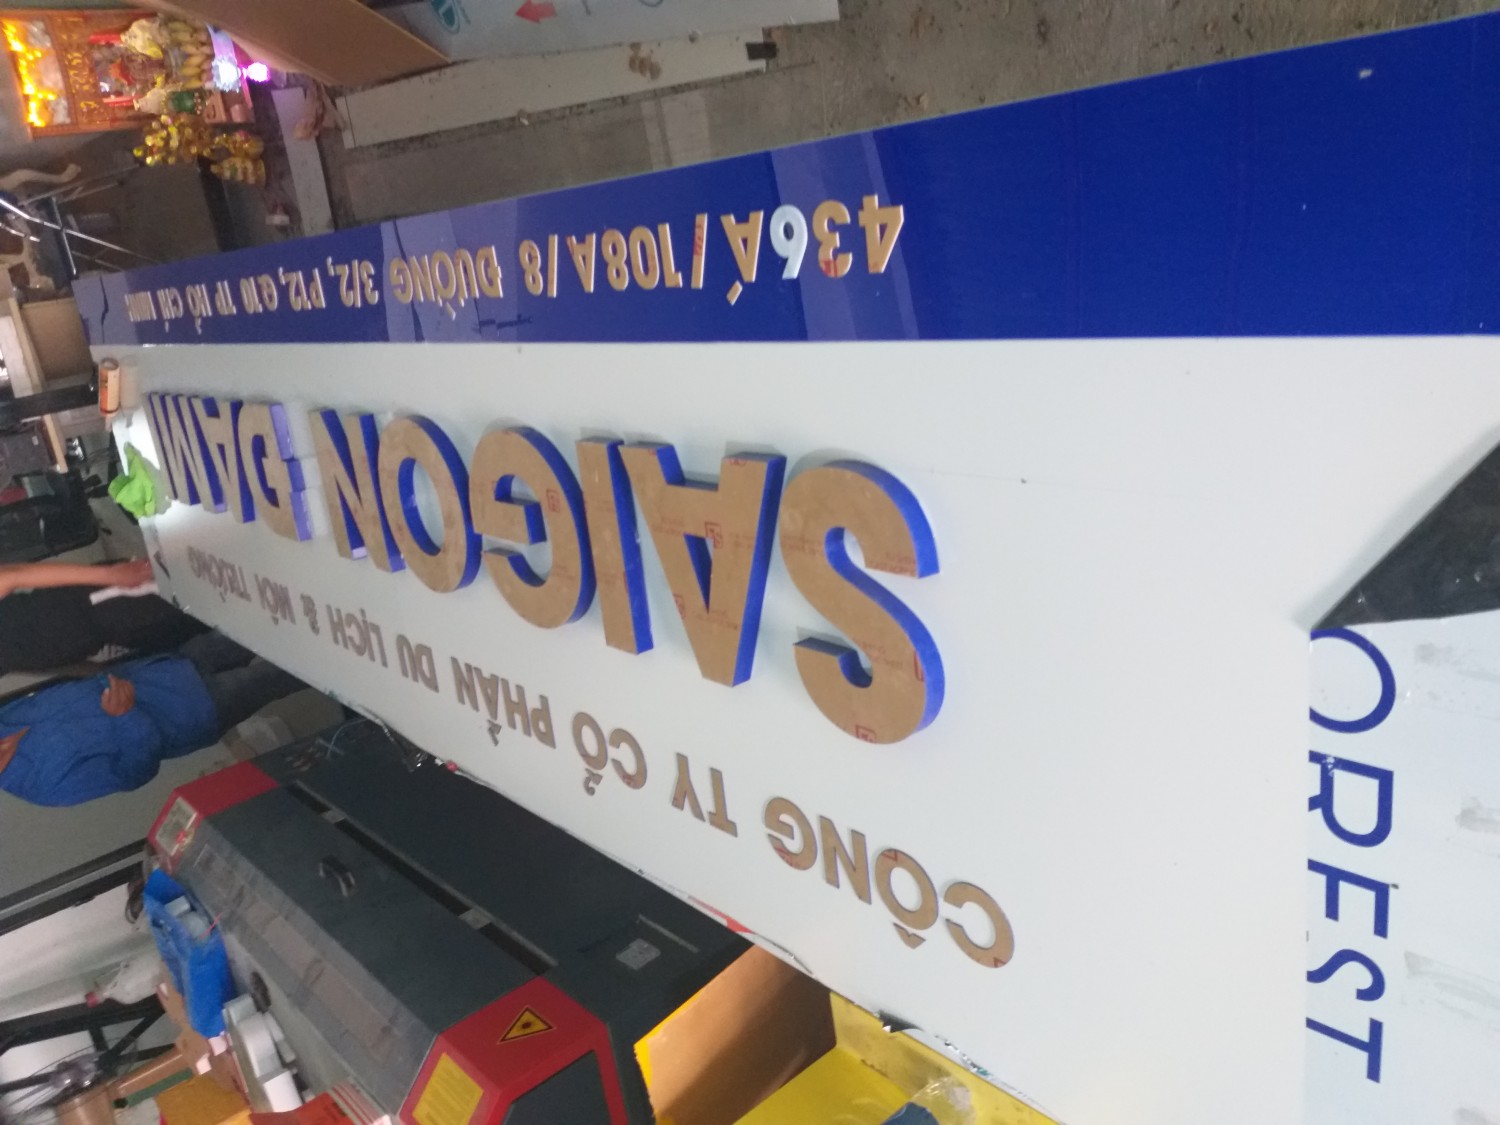 CÔNG TY CỔ PHẦN DU LỊCH & MÔI TRƯỜNG
SAIGON ĐAMI
436A/108A/8 ĐƯỜNG 3/2, P12, Q10 TP HỒ CHÍ MINH
OREST